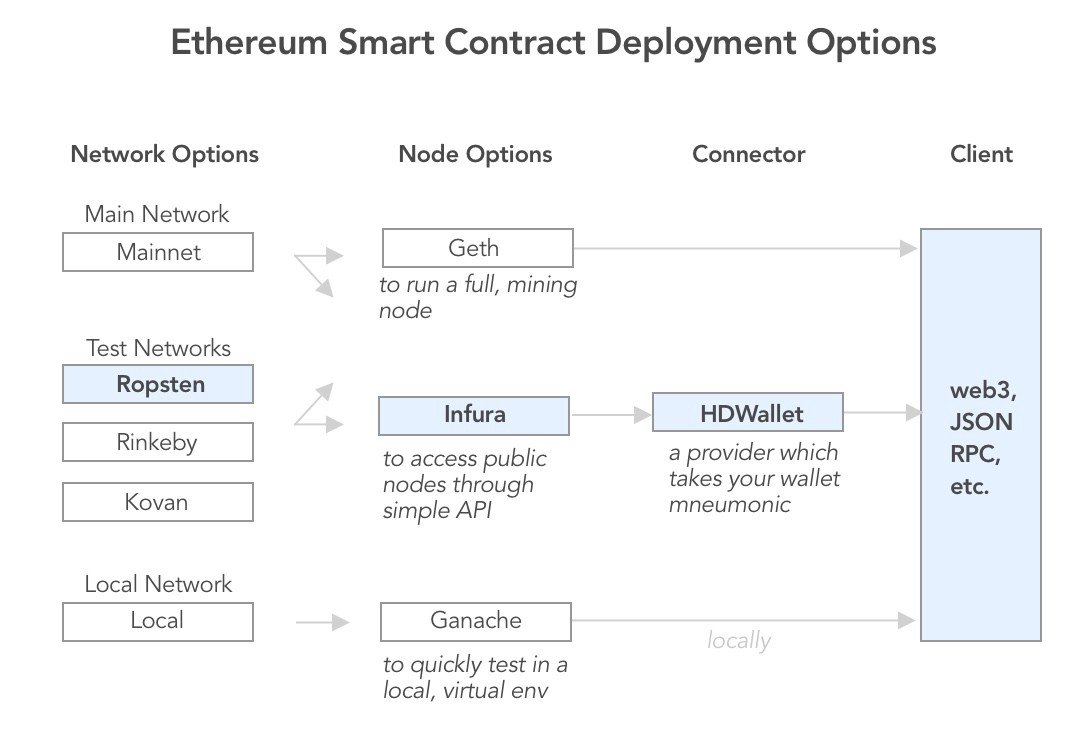 Ethereum Smart Contract Deployment Options
Network Options
Node Options
Connector
Client
Main Network
Mainnet
Geth
to run a full, mining
node
Test Networks
Ropsten
Rinkeby
Kovan
Infura
to access public
nodes through
simple API
HDWallet
a provider which
takes your wallet
mneumonic
web3,
JSON
RPC,
etc.
Local Network
Local
Ganache
to quickly test in a
local, virtual env
locally